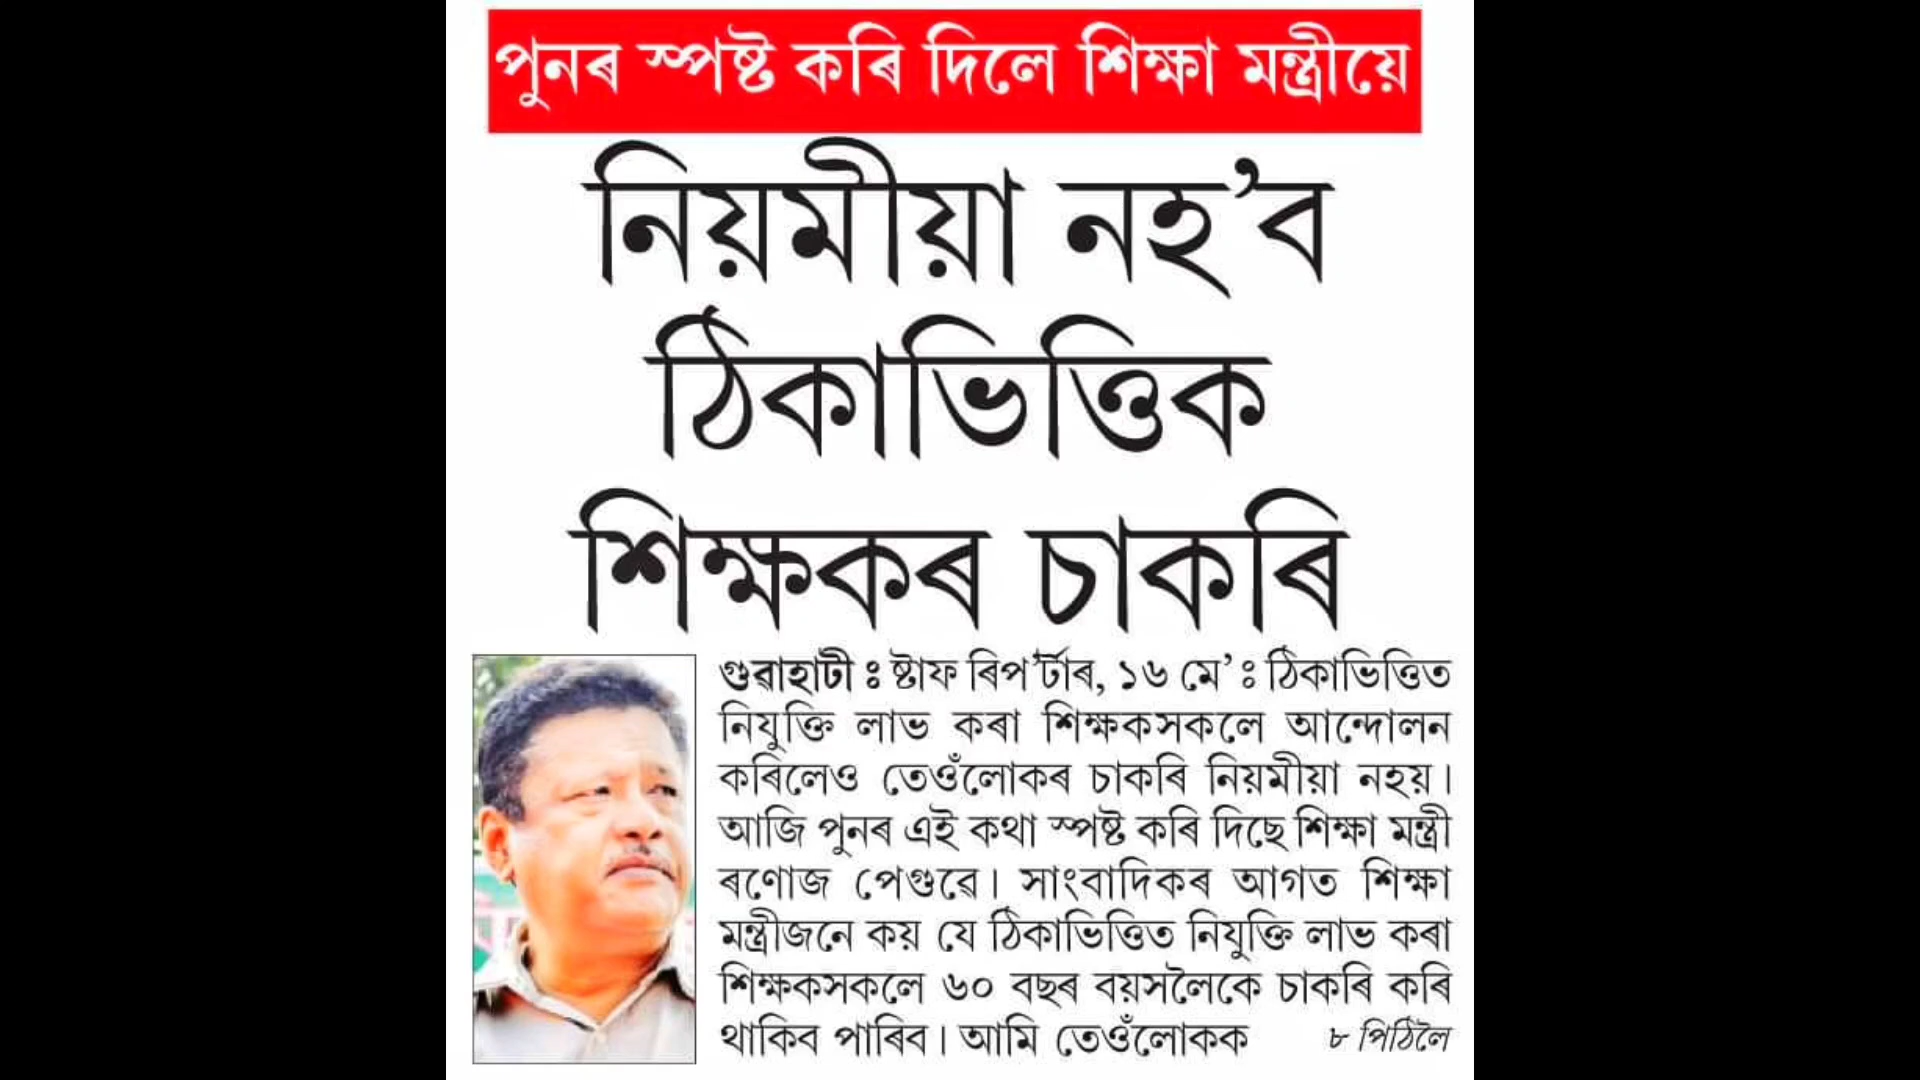 পুনৰ স্পষ্ট কৰি দিলে শিক্ষা মন্ত্ৰীয়ে
নিয়মীয়া নহ’ব
ঠিকাভিত্তিক
শিক্ষকৰ চাকৰি
গুৱাহাটী ঃ ষ্টাফ ৰিপ’ৰ্টাৰ, ১৬ মে’ ঃ ঠিকাভিত্তিত
নিযুক্তি লাভ কৰা শিক্ষকসকলে আন্দোলন
কৰিলেও তেওঁলোকৰ চাকৰি নিয়মীয়া নহয়।
আজি পুনৰ এই কথা স্পষ্ট কৰি দিছে শিক্ষা মন্ত্ৰী
ৰণোজ পেগুৱে। সাংবাদিকৰ আগত শিক্ষা
মন্ত্ৰীজনে কয় যে ঠিকাভিত্তিত নিযুক্তি লাভ কৰা
শিক্ষকসকলে ৬০ বছৰ বয়সলৈকে চাকৰি কৰি
থাকিব পাৰিব। আমি তেওঁলোকক ৮ পিঠিলৈ